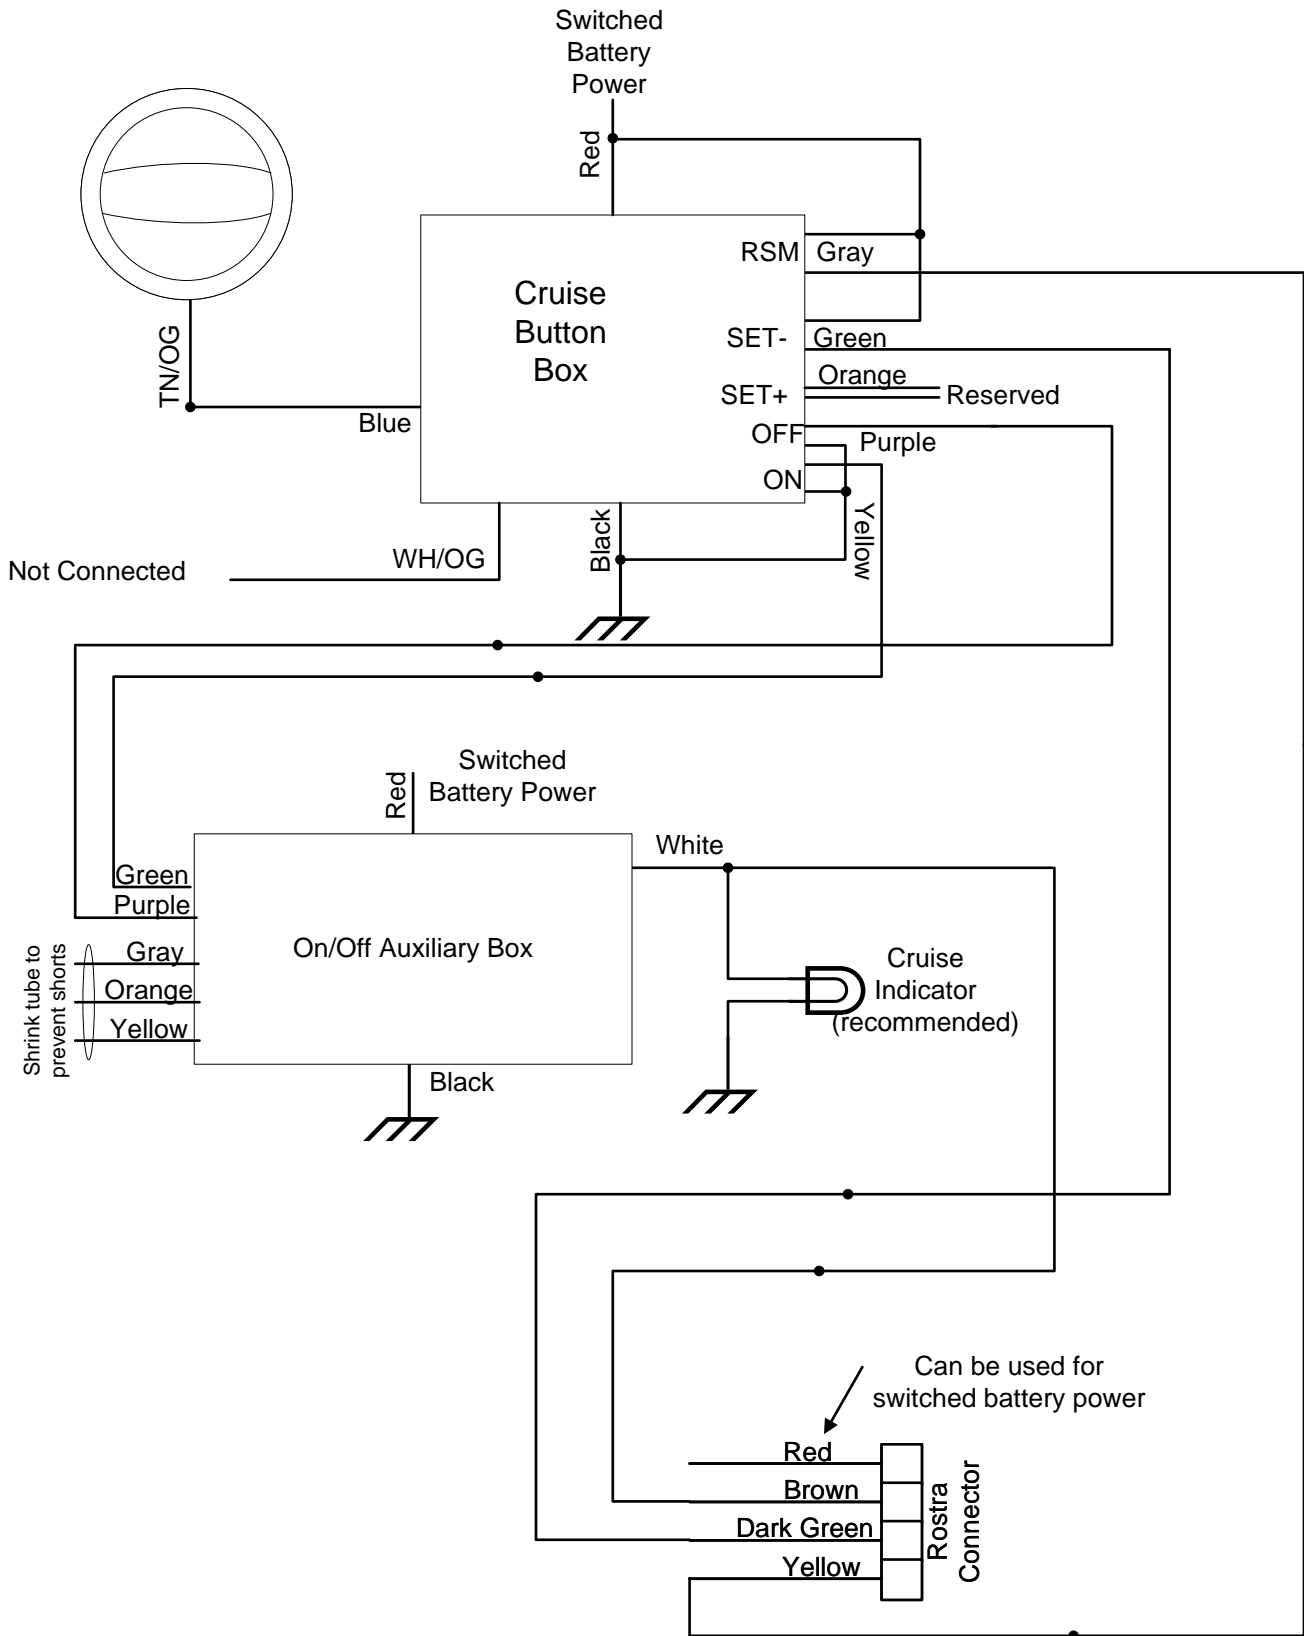 Switched
Battery
Power
Red
RSM Gray
Cruise
Button
Box
SET- Green
Orange
SET+ Reserved
OFF
Purple
ON
TN/OG
Blue
Yellow
Black
WH/OG
Not Connected
Switched
Battery Power
Red
White
Green
Purple
Gray
Orange
Yellow
Shrink tube to
prevent shorts
On/Off Auxiliary Box
Cruise
Indicator
(recommended)
Black
Can be used for
switched battery power
Red
Brown
Dark Green
Yellow
Rostra
Connector